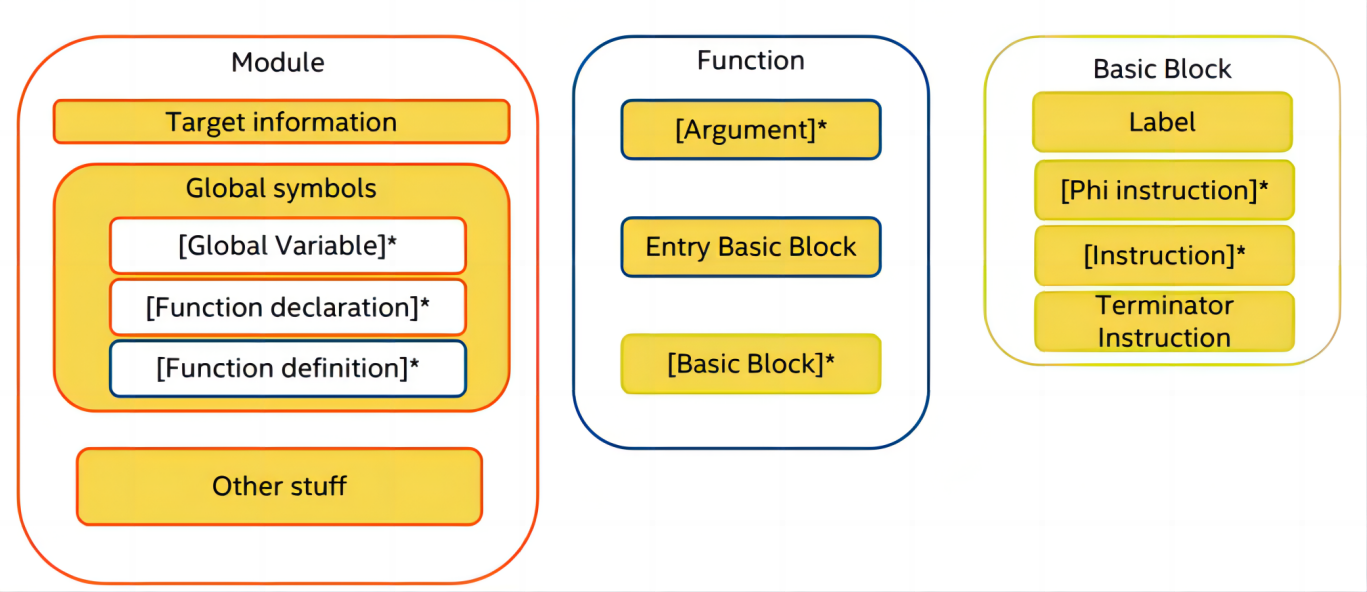 Module
Target information
Global symbols
[Global Variable]*
[Function declaration]*
[Function definition]*
Other stuff
Function
[Argument]*
Entry Basic Block
[Basic Block]*
Basic Block
Label
[Phi instruction]*
[Instruction]*
Terminator
Instruction